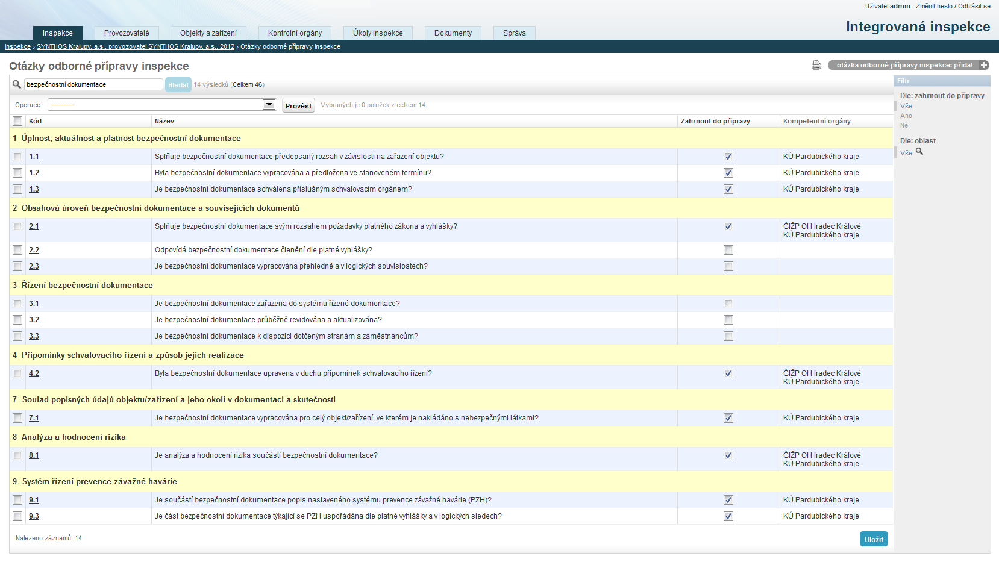 Uživatel admin . Změnit heslo / Odhlásit se
Integrovaná inspekce
Inspekce Provozovatelé Objekty a zařízení Kontrolní orgány Úkoly inspekce Dokumenty Správa
Inspekce › SYNTHOS Kralupy, a.s., provozovatel SYNTHOS Kralupy, a.s., 2012 › Otázky odborné přípravy inspekce
Otázky odborné přípravy inspekce
otázka odborné přípravy inspekce: přidat
bezpečnostní dokumentace Hledat 14 výsledků (Celkem 46)
Operace: --------- Provést Vybraných je 0 položek z celkem 14.
Kód Název Zahrnout do přípravy Kompetentní orgány
1 Úplnost, aktuálnost a platnost bezpečnostní dokumentace
1.1 Splňuje bezpečnostní dokumentace předepsaný rozsah v závislosti na zařazení objektu? KÚ Pardubického kraje
1.2 Byla bezpečnostní dokumentace vypracována a předložena ve stanoveném termínu? KÚ Pardubického kraje
1.3 Je bezpečnostní dokumentace schválena příslušným schvalovacím orgánem? KÚ Pardubického kraje
2 Obsahová úroveň bezpečnostní dokumentace a souvisejících dokumentů
2.1 Splňuje bezpečnostní dokumentace svým rozsahem požadavky platného zákona a vyhlášky? ČIŽP OI Hradec Králové
KÚ Pardubického kraje
2.2 Odpovídá bezpečnostní dokumentace členění dle platné vyhlášky?
2.3 Je bezpečnostní dokumentace vypracována přehledně a v logických souvislostech?
3 Řízení bezpečnostní dokumentace
3.1 Je bezpečnostní dokumentace zařazena do systému řízené dokumentace?
3.2 Je bezpečnostní dokumentace průběžně revidována a aktualizována?
3.3 Je bezpečnostní dokumentace k dispozici dotčeným stranám a zaměstnancům?
4 Připomínky schvalovacího řízení a způsob jejich realizace
4.2 Byla bezpečnostní dokumentace upravena v duchu připomínek schvalovacího řízení? ČIŽP OI Hradec Králové
KÚ Pardubického kraje
7 Soulad popisných údajů objektu/zařízení a jeho okolí v dokumentaci a skutečnosti
7.1 Je bezpečnostní dokumentace vypracována pro celý objekt/zařízení, ve kterém je nakládáno s nebezpečnými látkami? KÚ Pardubického kraje
8 Analýza a hodnocení rizika
8.1 Je analýza a hodnocení rizika součástí bezpečnostní dokumentace? ČIŽP OI Hradec Králové
KÚ Pardubického kraje
9 Systém řízení prevence závažné havárie
9.1 Je součástí bezpečnostní dokumentace popis nastaveného systému prevence závažné havárie (PZH)? KÚ Pardubického kraje
9.3 Je část bezpečnostní dokumentace týkající se PZH uspořádána dle platné vyhlášky a v logických sledech? KÚ Pardubického kraje
Nalezeno záznamů: 14
Uložit
Filtr
Dle: zahrnout do přípravy
Vše
Ano
Ne
Dle: oblast
Vše